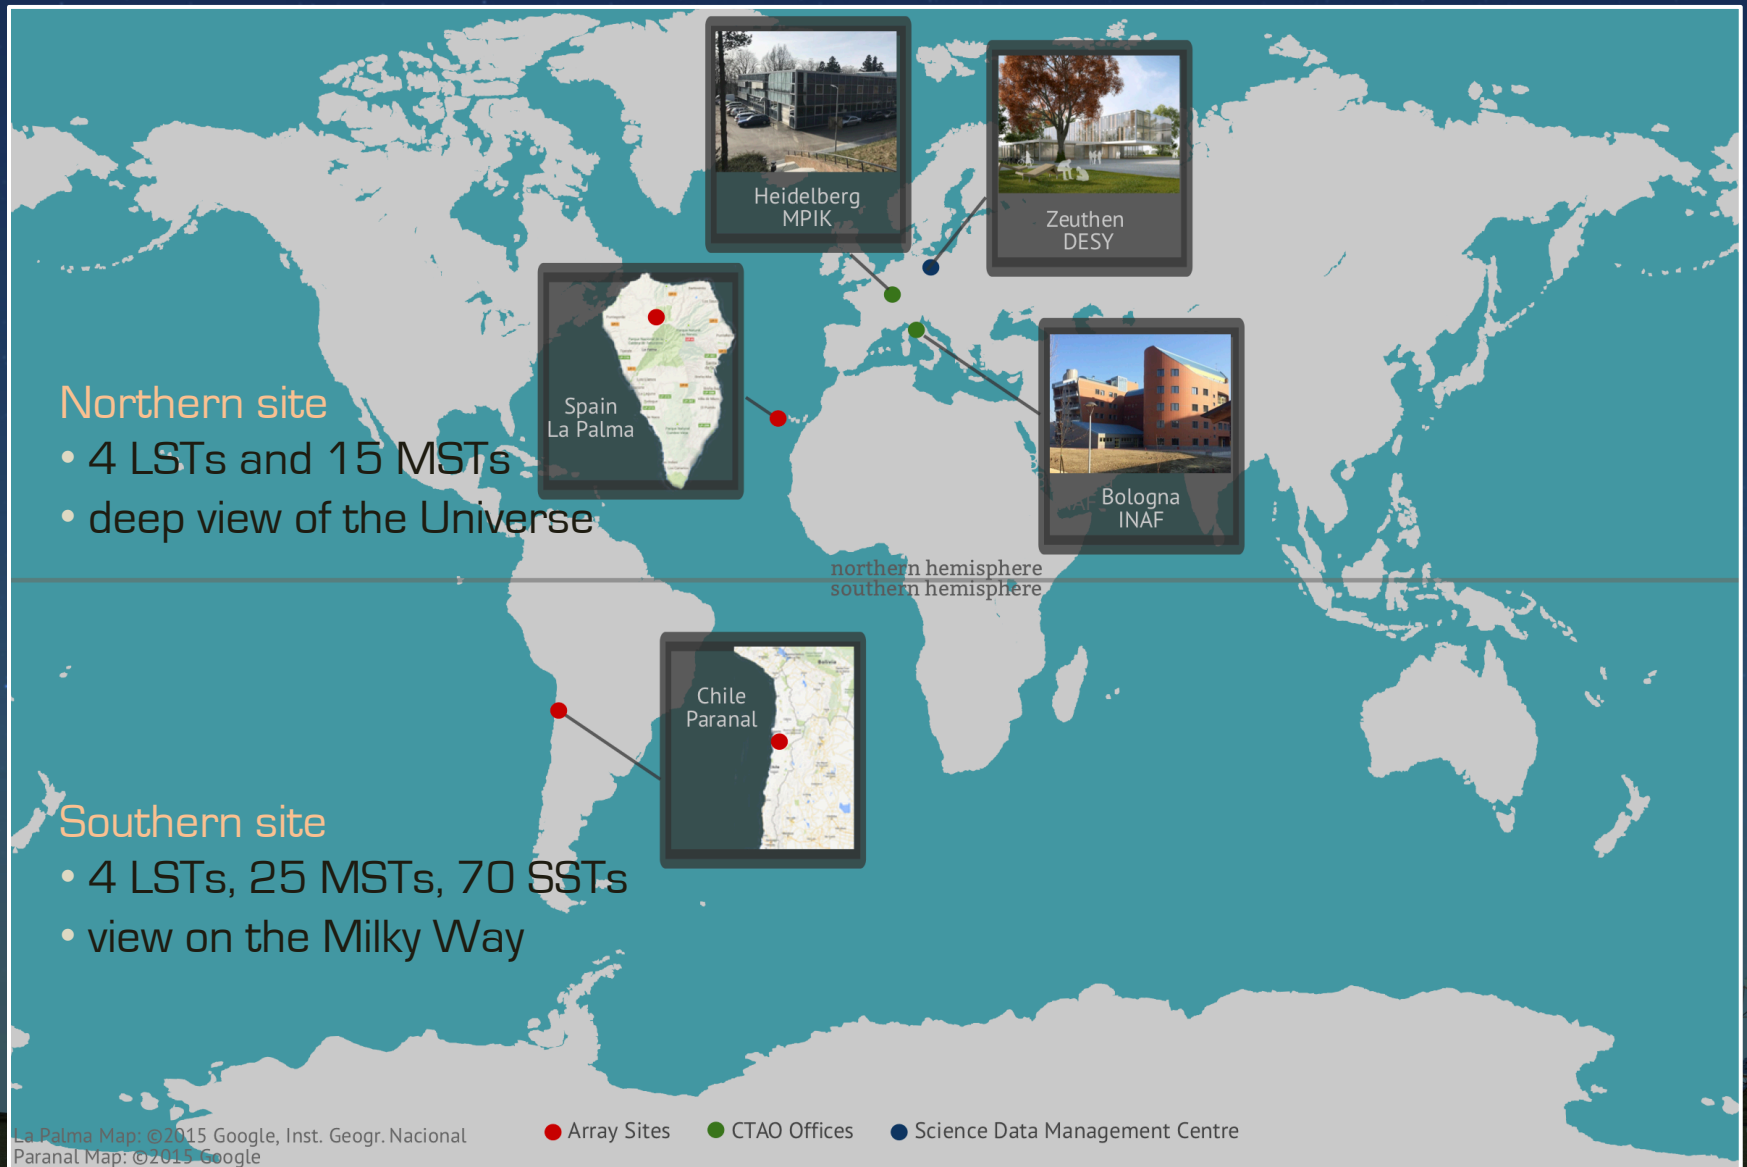 Heidelberg
MPIK
Zeuthen
DESY
Spain
La Palma
Northern site
• 4 LSTs and 15 MSTs
• deep view of the Universe
Bologna
INAF
northern hemisphere
southern hemisphere
Chile
Paranal
Bolivia
Southern site
• 4 LSTs, 25 MSTs, 70 SSTs
• view on the Milky Way
Array Sites
CTAO Offices
Science Data Management Centre
La Palma Map: ©2015 Google, Inst. Geogr. Nacional
Paranal Map: ©2015 Google